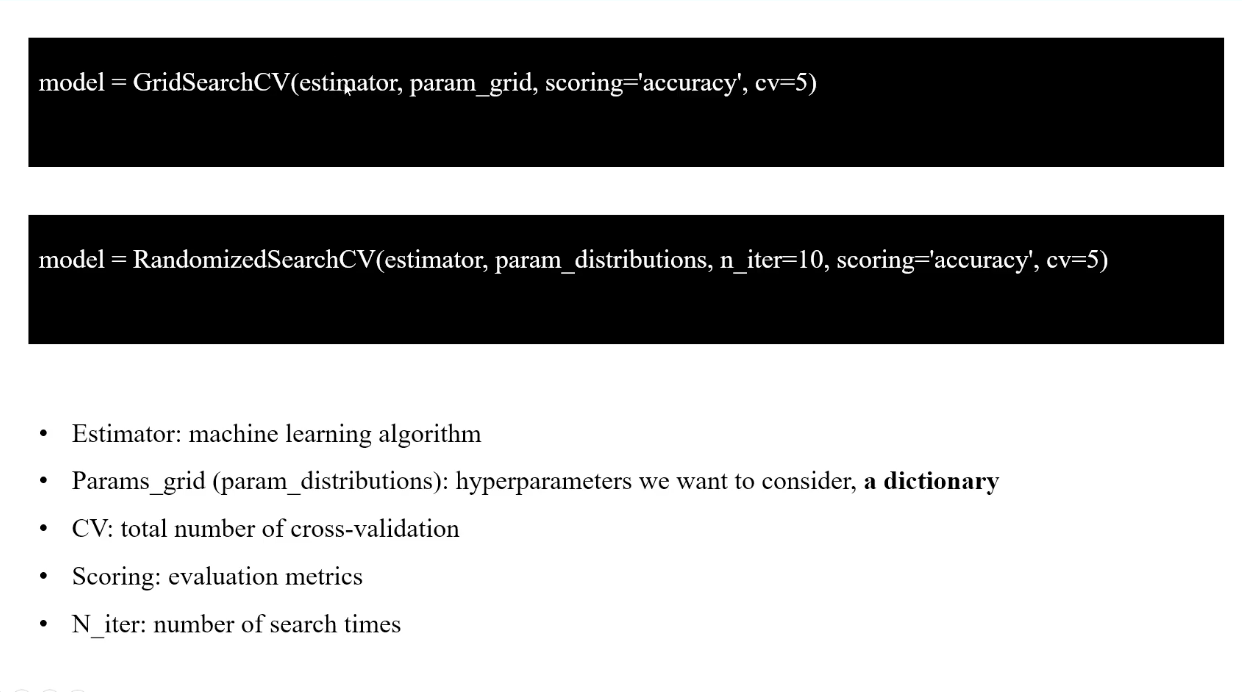 model = GridSearchCV(estimator, param_grid, scoring='accuracy', cv=5)
model = RandomizedSearchCV(estimator, param_distributions, n_iter=10, scoring='accuracy', cv=5)
• Estimator: machine learning algorithm
• Params_grid (param_distributions): hyperparameters we want to consider, a dictionary
• CV: total number of cross-validation
• Scoring: evaluation metrics
• N_iter: number of search times